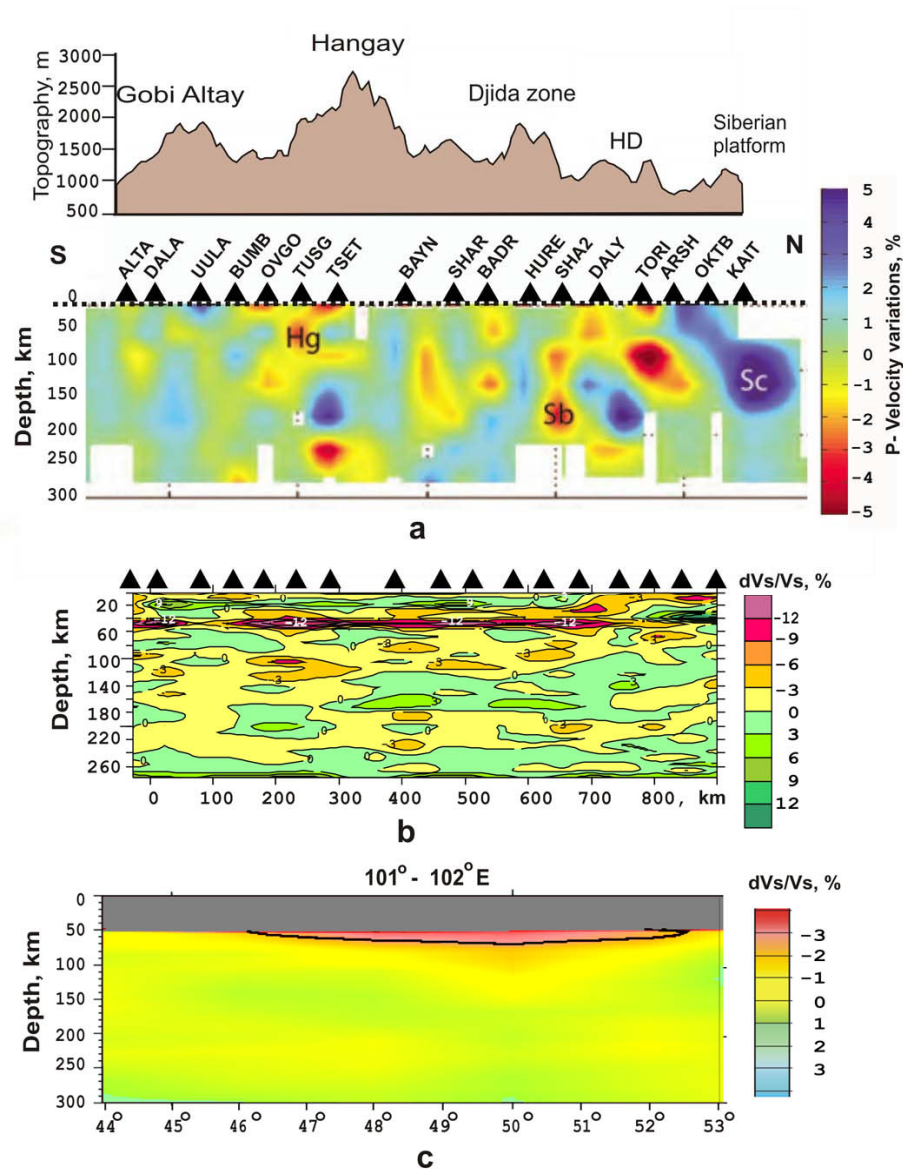 Hangay
Gobi Altay
Djida zone
HD
Siberian
platform
Topography, m
3000
2500
2000
1500
1000
500
S
N
ALTA DALA UULA BUMB OVGO TUSG TSET BAYN SHAR BADR HURE SHA2 DALY TORI ARSH OKTB KAIT
Depth, km
0
50
100
150
200
250
300
Hg
Sb
Sc
P- Velocity variations, %
5
4
3
2
1
0
-1
-2
-3
-4
-5
a
dVs/Vs, %
Depth, km
20
60
100
140
180
220
260
0 100 200 300 400 500 600 700 800, km
-12
-9
-6
-3
0
3
6
9
12
b
101° - 102° E
dVs/Vs, %
Depth, km
0
50
100
150
200
250
300
44° 45° 46° 48° 49° 50° 51° 52° 53°
-3
-2
-1
0
1
2
3
c